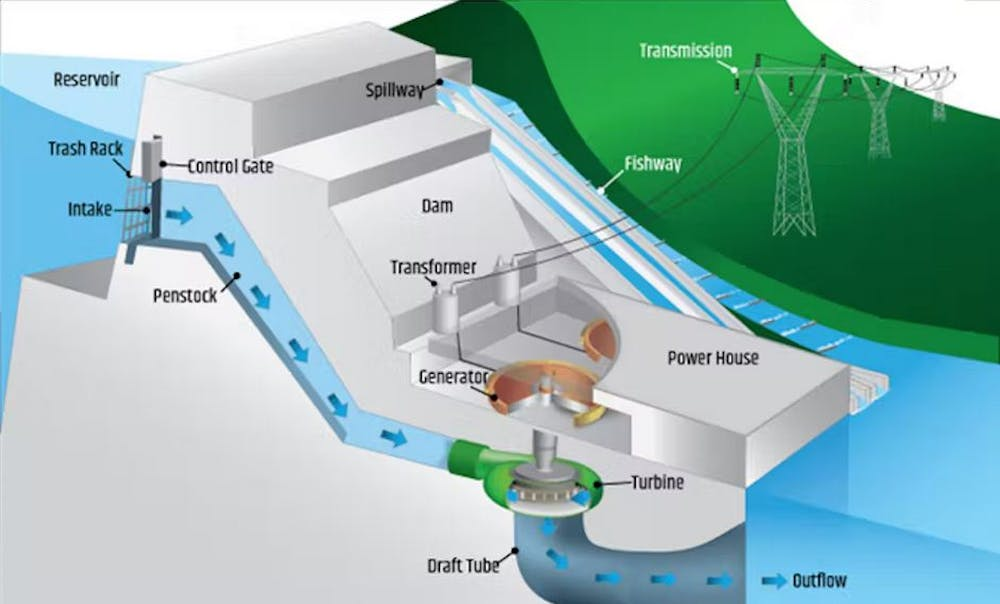 Transmission
Reservoir
Spillway
Trash Rack
Control Gate
Fishway
Intake
Dam
Transformer
Penstock
Power House
Generator
Turbine
Draft Tube
Outflow